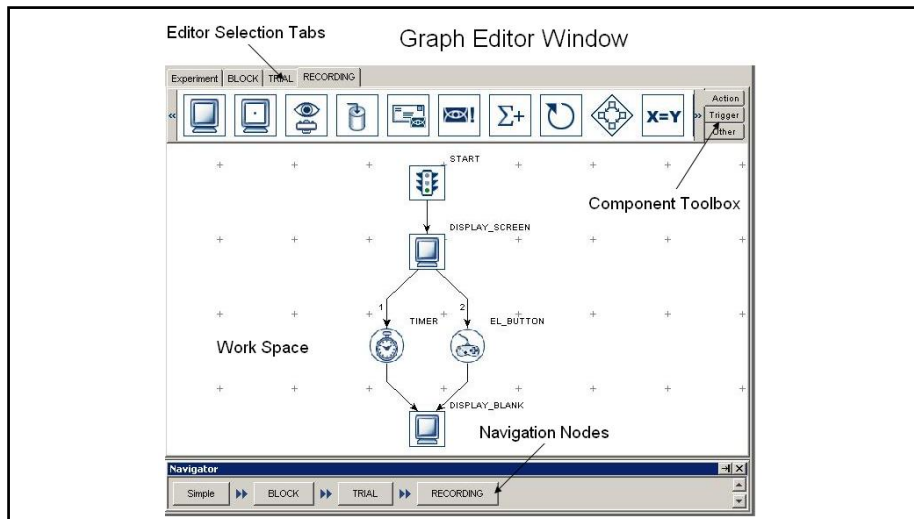 Editor Selection Tabs
Graph Editor Window
Experiment BLOCK TRIAL RECORDING
Action
Σ+ X=Y Trigger
Other
START
Component Toolbox
DISPLAY_SCREEN
1 2
TIMER EL_BUTTON
Work Space
DISPLAY_BLANK
Navigation Nodes
Navigator
Simple BLOCK TRIAL RECORDING